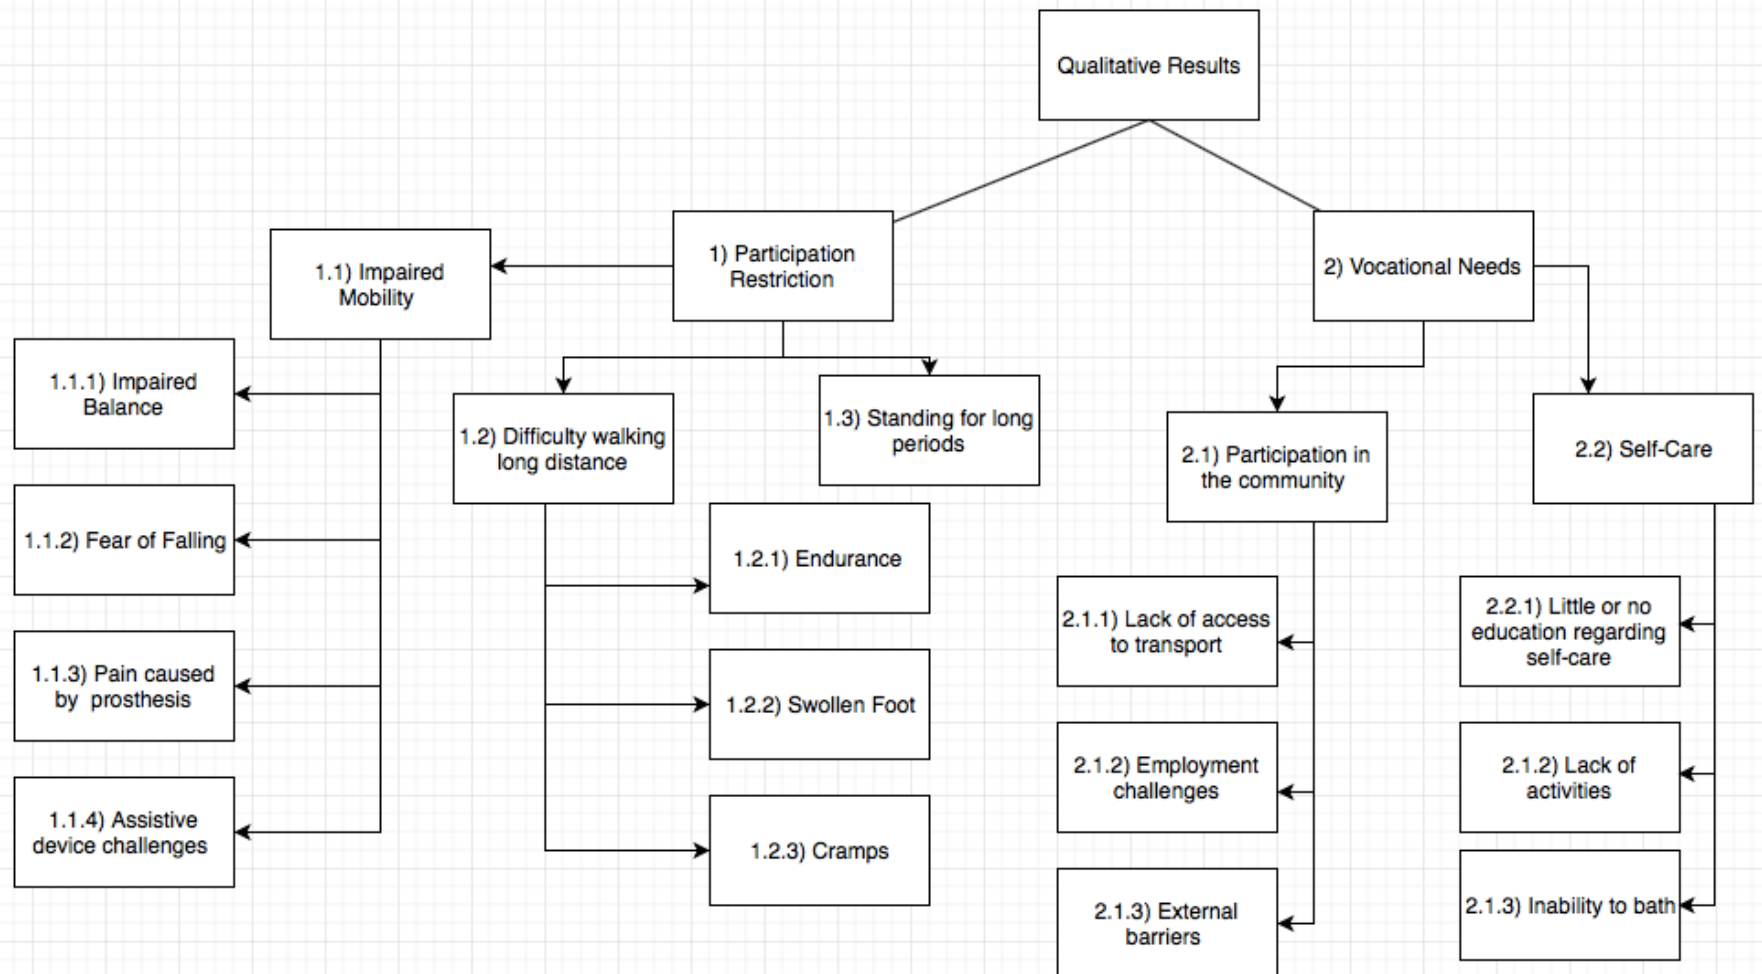 Qualitative Results
1) Participation
Restriction
2) Vocational Needs
1.1) Impaired
Mobility
1.1.1) Impaired
Balance
1.1.2) Fear of Falling
1.1.3) Pain caused
by  prosthesis
1.1.4) Assistive
device challenges
1.2) Difficulty walking
long distance
1.3) Standing for long
periods
1.2.1) Endurance
1.2.2) Swollen Foot
1.2.3) Cramps
2.1) Participation in
the community
2.2) Self-Care
2.1.1) Lack of access
to transport
2.1.2) Employment
challenges
2.1.3) External
barriers
2.2.1) Little or no
education regarding
self-care
2.1.2) Lack of
activities
2.1.3) Inability to bath